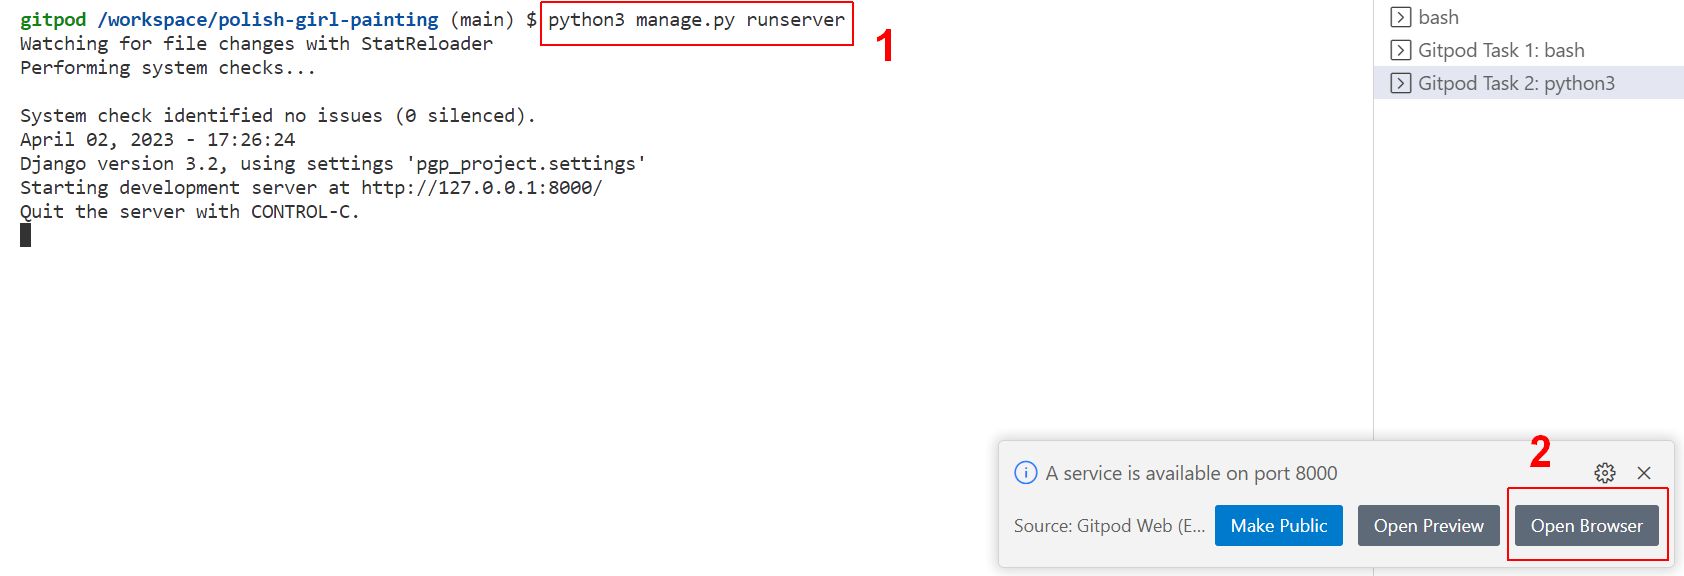 gitpod /workspace/polish-girl-painting (main) $ python3 manage.py runserver
1
Watching for file changes with StatReloader
Performing system checks...
System check identified no issues (0 silenced).
April 02, 2023 - 17:26:24
Django version 3.2, using settings 'pgp_project.settings'
Starting development server at http://127.0.0.1:8000/
Quit the server with CONTROL-C.
bash
Gitpod Task 1: bash
Gitpod Task 2: python3
2
A service is available on port 8000
Source: Gitpod Web (E... Make Public Open Preview Open Browser